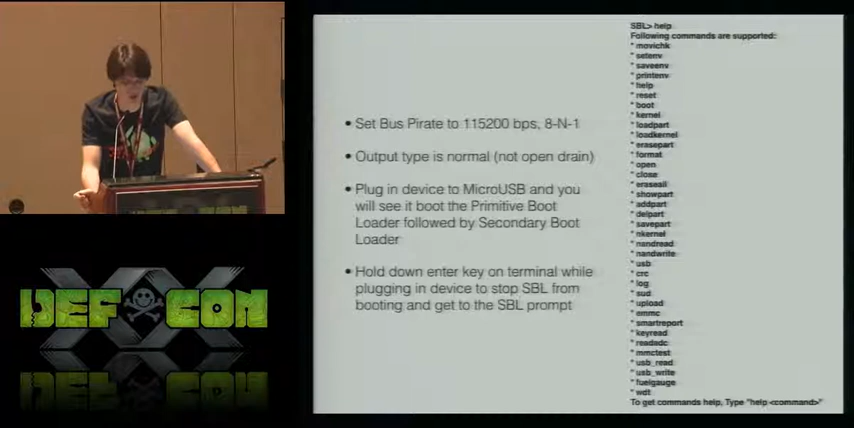 • Set Bus Pirate to 115200 bps, 8-N-1
• Output type is normal (not open drain)
• Plug in device to MicroUSB and you
will see it boot the Primitive Boot
Loader followed by Secondary Boot
Loader
• Hold down enter key on terminal while
plugging in device to stop SBL from
booting and get to the SBL prompt
SBL> help
Following commands are supported:
* movichk
* setenv
* saveenv
* printenv
* help
* reset
* boot
* kernel
* loadpart
* loadkernel
* erasepart
* format
* open
* close
* eraseall
* showpart
* addpart
* delpart
* savepart
* nkernel
* nandread
* nandwrite
* usb
* crc
* log
* sud
* upload
* emmc
* smartreport
* keyread
* readadc
* mmctest
* usb_read
* usb_write
* fuelgauge
* wdt
To get commands help, Type "help <command>"
DEF CON
XX